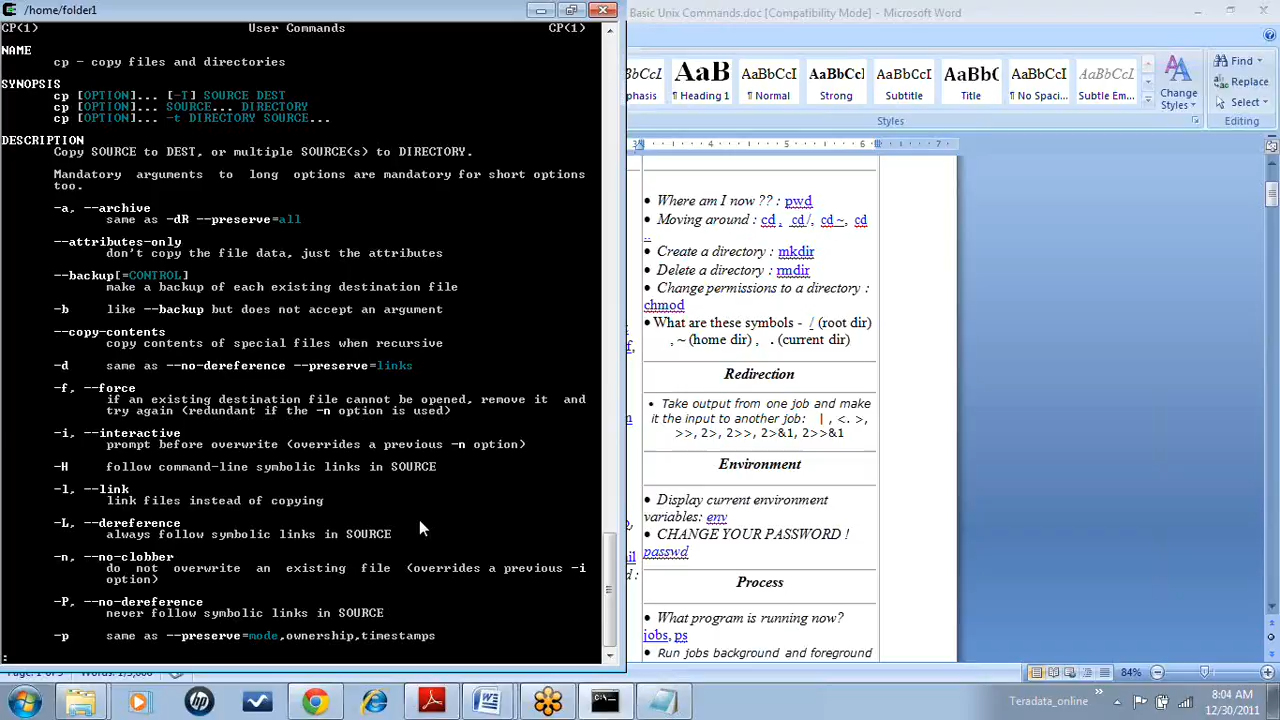 /home/folder1
CP(1) User Commands CP(1)
NAME
cp - copy files and directories
SYNOPSIS
cp [OPTION]... [-T] SOURCE DEST
cp [OPTION]... SOURCE... DIRECTORY
cp [OPTION]... -t DIRECTORY SOURCE...
DESCRIPTION
Copy SOURCE to DEST, or multiple SOURCE(s) to DIRECTORY.
Mandatory arguments to long options are mandatory for short options
too.
-a, --archive
same as -dR --preserve=all
--attributes-only
don't copy the file data, just the attributes
--backup[=CONTROL]
make a backup of each existing destination file
-b like --backup but does not accept an argument
--copy-contents
copy contents of special files when recursive
-d same as --no-dereference --preserve=links
-f, --force
if an existing destination file cannot be opened, remove it and
try again (redundant if the -n option is used)
-i, --interactive
prompt before overwrite (overrides a previous -n option)
-H follow command-line symbolic links in SOURCE
-l, --link
link files instead of copying
-L, --dereference
always follow symbolic links in SOURCE
-n, --no-clobber
do not overwrite an existing file (overrides a previous -i
option)
-P, --no-dereference
never follow symbolic links in SOURCE
-p same as --preserve=mode,ownership,timestamps
:
Basic Unix Commands.doc [Compatibility Mode] - Microsoft Word
AaBbCcI AaB AaBbCcI AaBbCcI AaBbCcI AaBb( AaBbCcI AaBbCcI
phasis ¶ Heading 1 ¶ Normal Strong Subtitle Title ¶ No Spaci... Subtle Em...
Change
Styles
Find
Replace
Select
Styles Editing
4 5 6 7
• Where am I now ?? : pwd
• Moving around : cd , cd /, cd ~, cd
..
• Create a directory : mkdir
• Delete a directory : rmdir
• Change permissions to a directory :
chmod
• What are these symbols - / (root dir)
, ~ (home dir) , . (current dir)
Redirection
• Take output from one job and make
it the input to another job: | , <. >,
>>, 2>, 2>>, 2>&1, 2>>&1
Environment
• Display current environment
variables: env
• CHANGE YOUR PASSWORD !
passwd
Process
• What program is running now?
jobs, ps
• Run jobs background and foreground
84%
Teradata_online
8:04 AM
12/30/2011